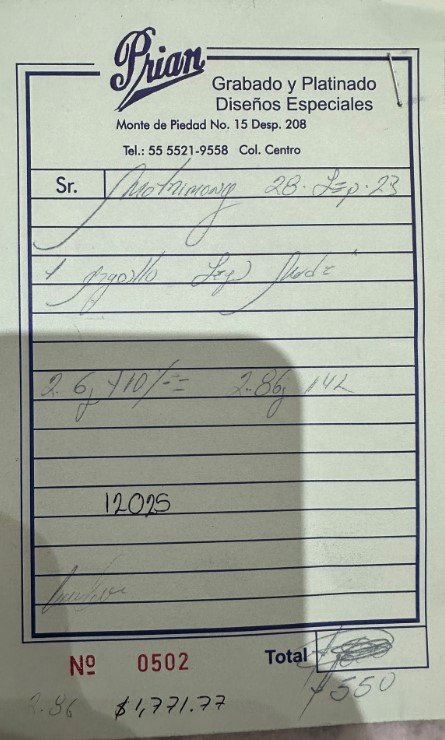 Prian
Grabado y Platinado
Diseños Especiales
Monte de Piedad No. 15 Desp. 208
Tel.: 55 5521-9558 Col. Centro
Sr. Matrimony 28. Sep. 23
1
2.6g +10%= 2.86g 14k
12025
Nº 0502 Total
$550
2.86 $1,771.77